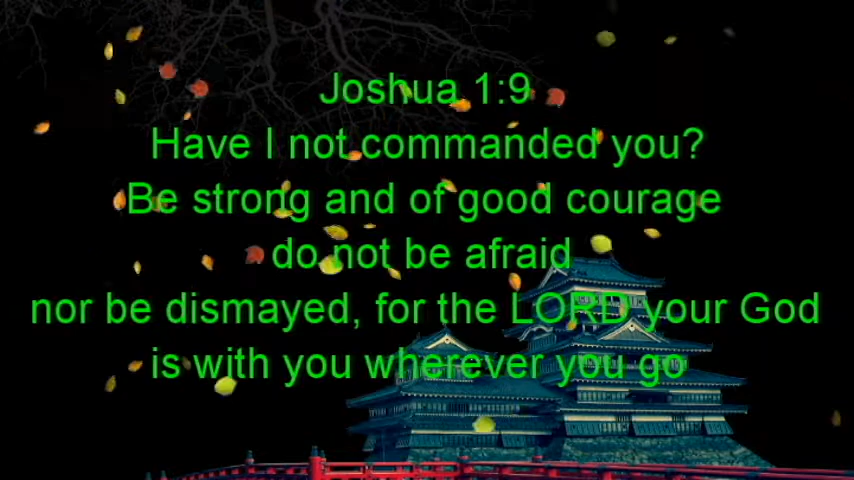 Joshua 1:9
Have I not commanded you?
Be strong and of good courage
do not be afraid
nor be dismayed, for the LORD your God
is with you wherever you go